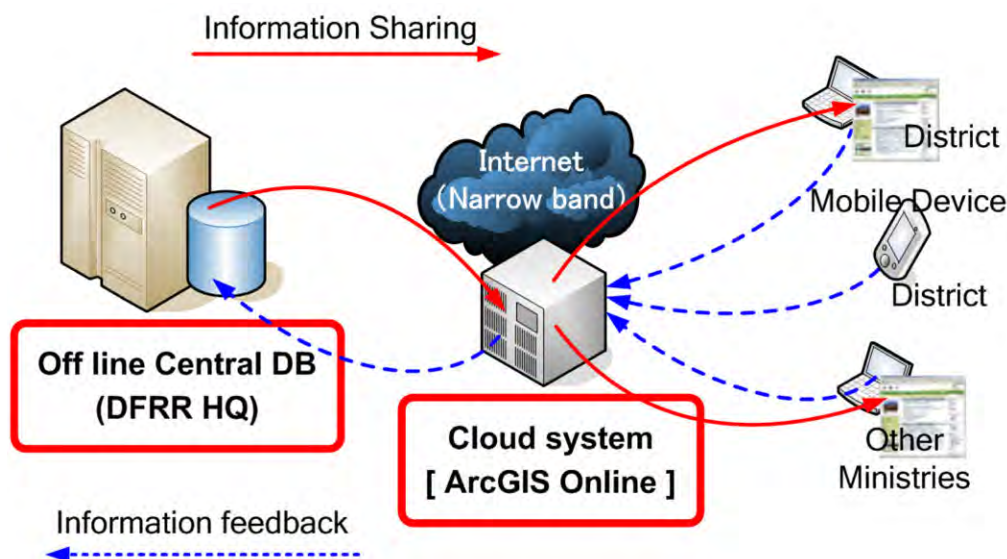 Information Sharing
Internet
(Narrow band)
District
Mobile Device
District
Off line Central DB
(DFRR HQ)
Cloud system
[ ArcGIS Online ]
Other
Ministries
Information feedback